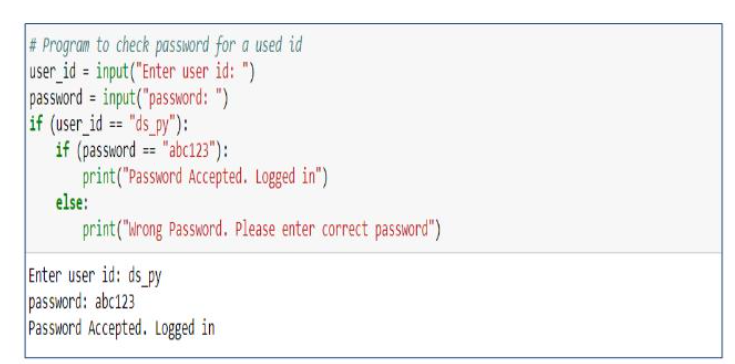 # Program to check password for a used id
user_id = input("Enter user id: ")
password = input("password: ")
if (user_id == "ds_py"):
    if (password == "abc123"):
        print("Password Accepted. Logged in")
    else:
        print("Wrong Password. Please enter correct password")
Enter user id: ds_py
password: abc123
Password Accepted. Logged in